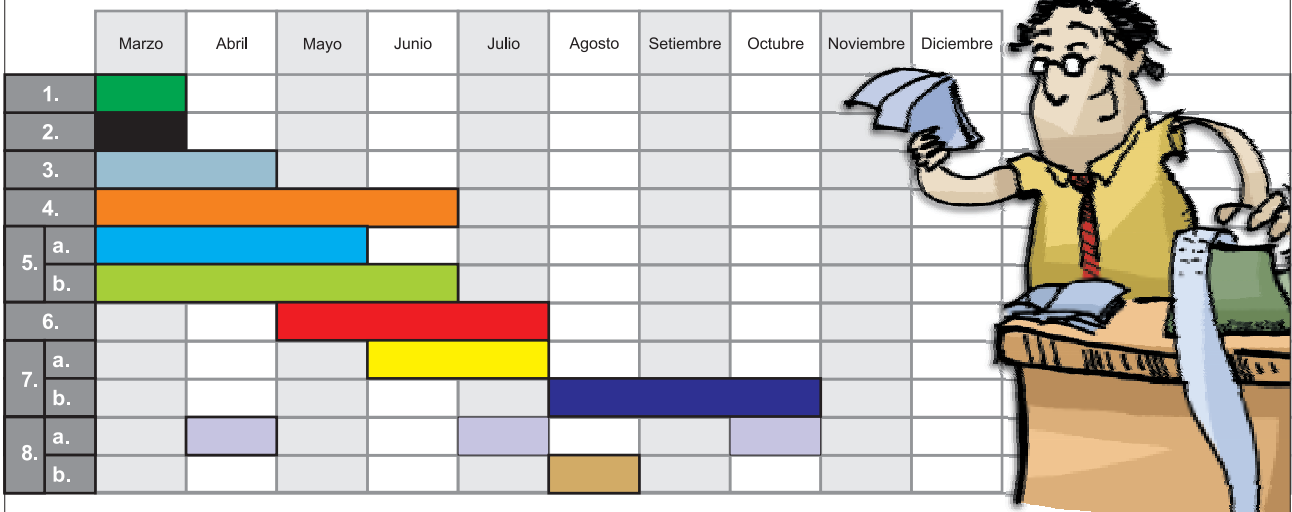 Marzo Abril Mayo Junio Julio Agosto Setiembre Octubre Noviembre Diciembre
1.
2.
3.
4.
5. a.
b.
6.
7. a.
b.
8. a.
b.